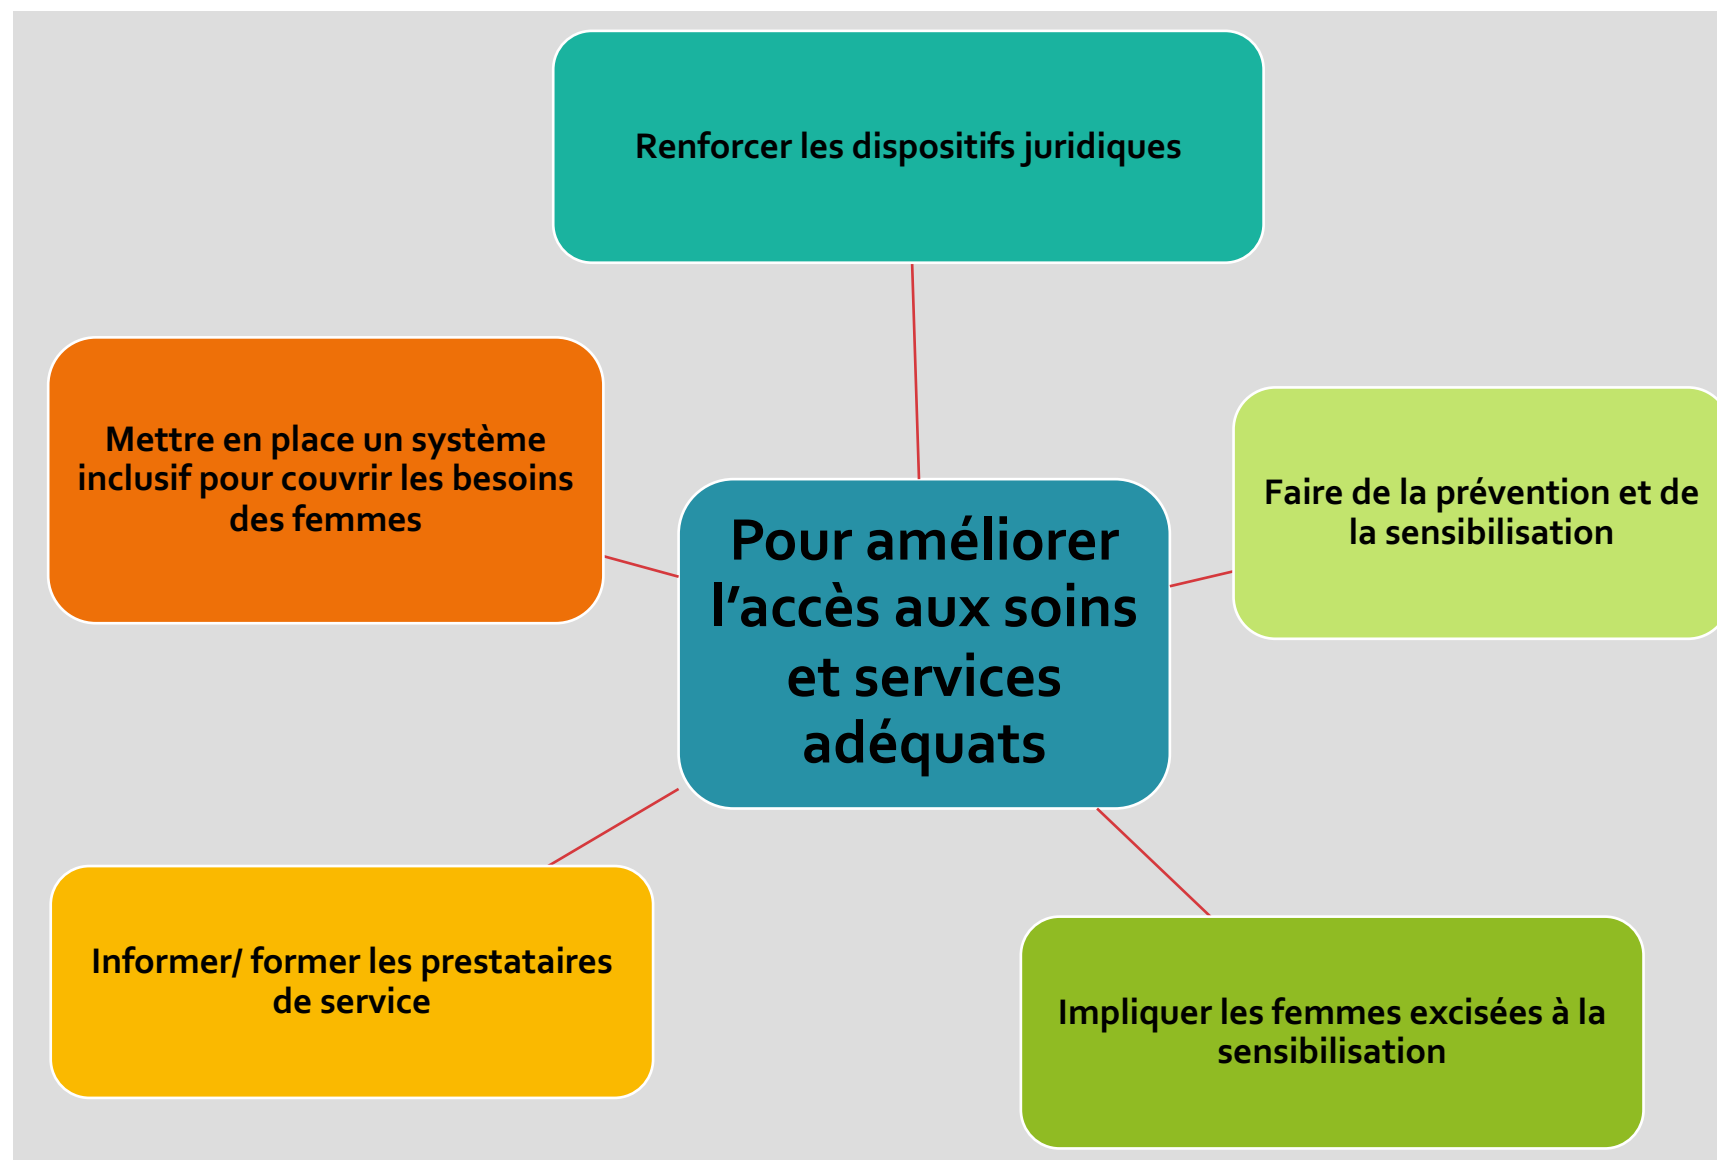 Renforcer les dispositifs juridiques
Mettre en place un système
inclusif pour couvrir les besoins
des femmes
Faire de la prévention et de
la sensibilisation
Pour améliorer
l’accès aux soins
et services
adéquats
Informer/ former les prestataires
de service
Impliquer les femmes excisées à la
sensibilisation